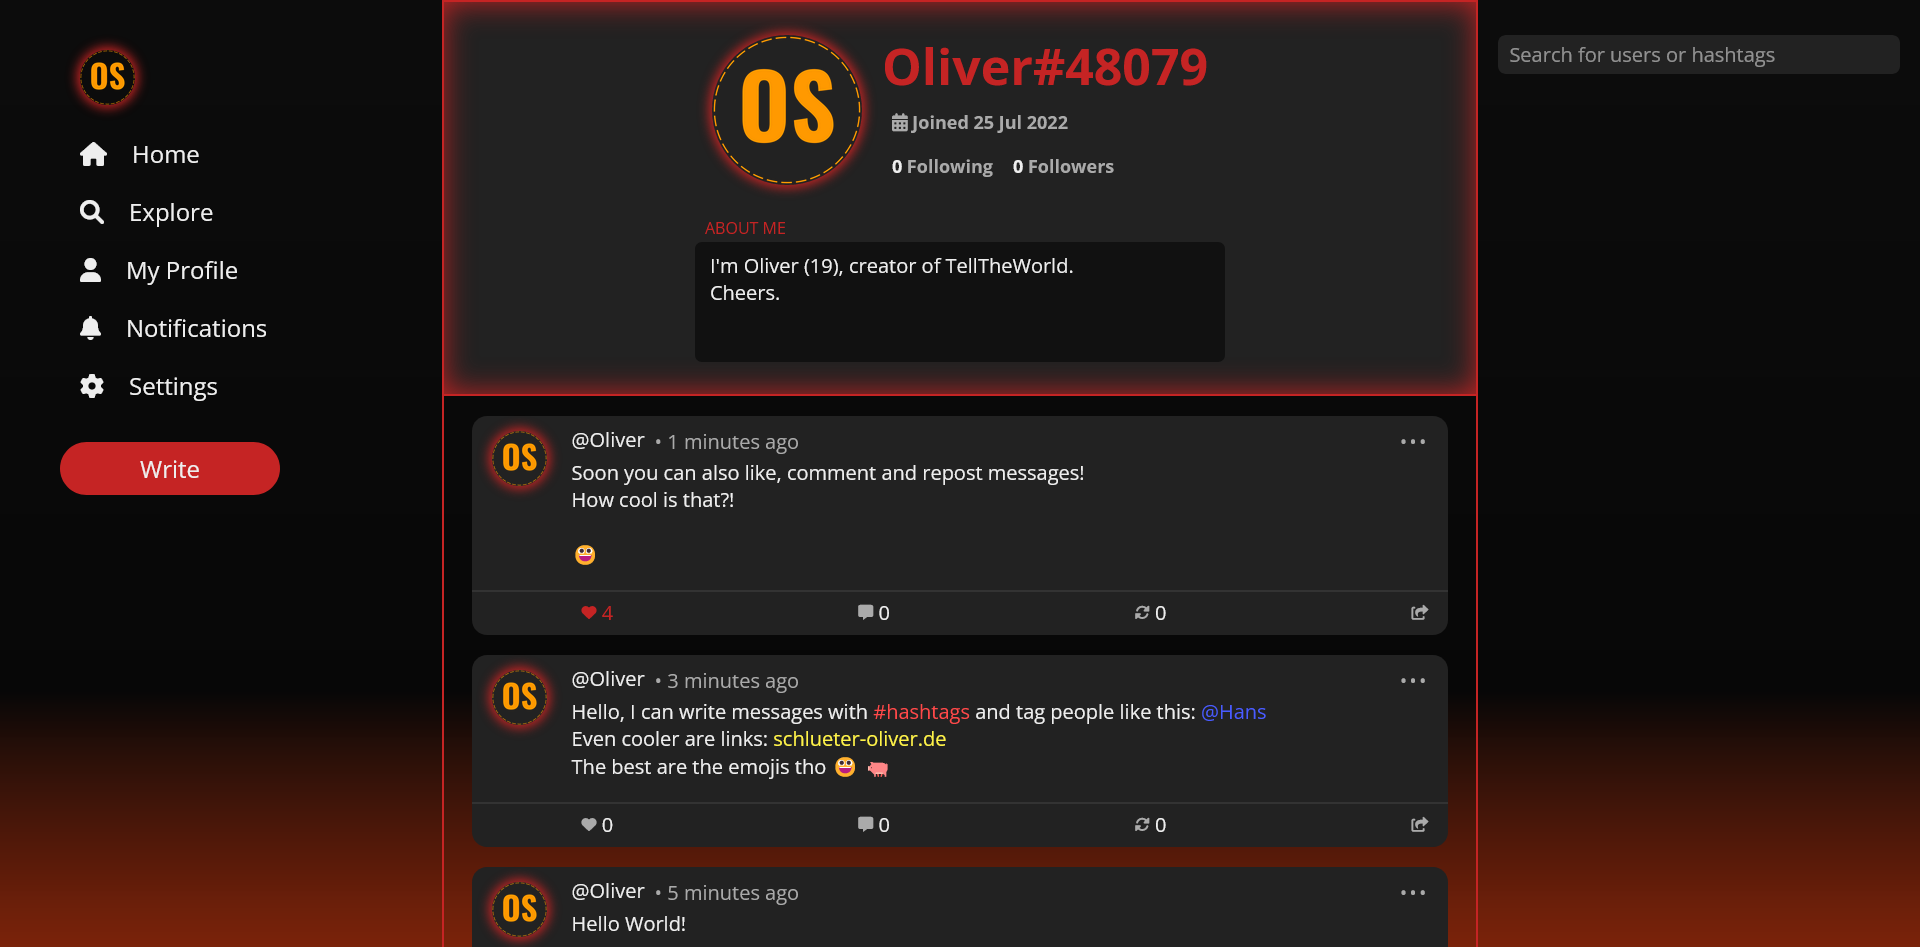 OS
Home
Explore
My Profile
Notifications
Settings
Write
OS
Oliver#48079
Joined 25 Jul 2022
0 Following 0 Followers
ABOUT ME
I'm Oliver (19), creator of TellTheWorld.
Cheers.
OS
@Oliver • 1 minutes ago
Soon you can also like, comment and repost messages!
How cool is that?!
4 0 0
OS
@Oliver • 3 minutes ago
Hello, I can write messages with #hashtags and tag people like this: @Hans
Even cooler are links: schlueter-oliver.de
The best are the emojis tho
0 0 0
OS
@Oliver • 5 minutes ago
Hello World!
Search for users or hashtags